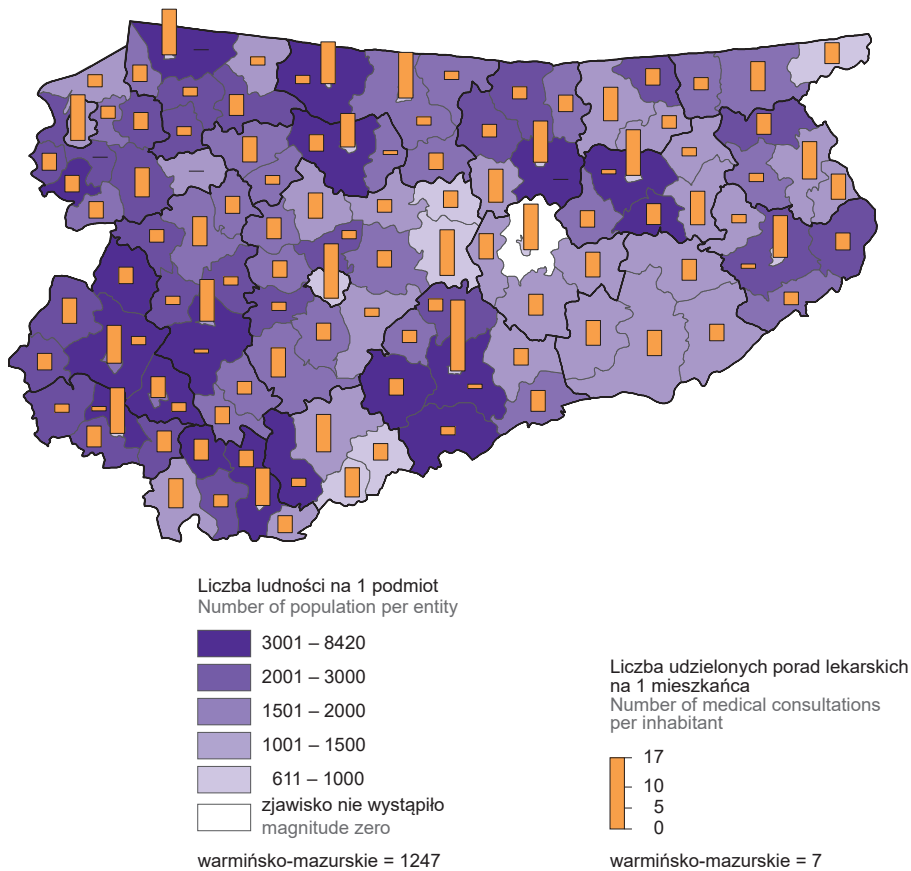 Liczba ludności na 1 podmiot
Number of population per entity
3001 – 8420
2001 – 3000
1501 – 2000
1001 – 1500
611 – 1000
zjawisko nie wystąpiło
magnitude zero
warmińsko-mazurskie = 1247
Liczba udzielonych porad lekarskich
na 1 mieszkańca
Number of medical consultations
per inhabitant
17
10
5
0
warmińsko-mazurskie = 7